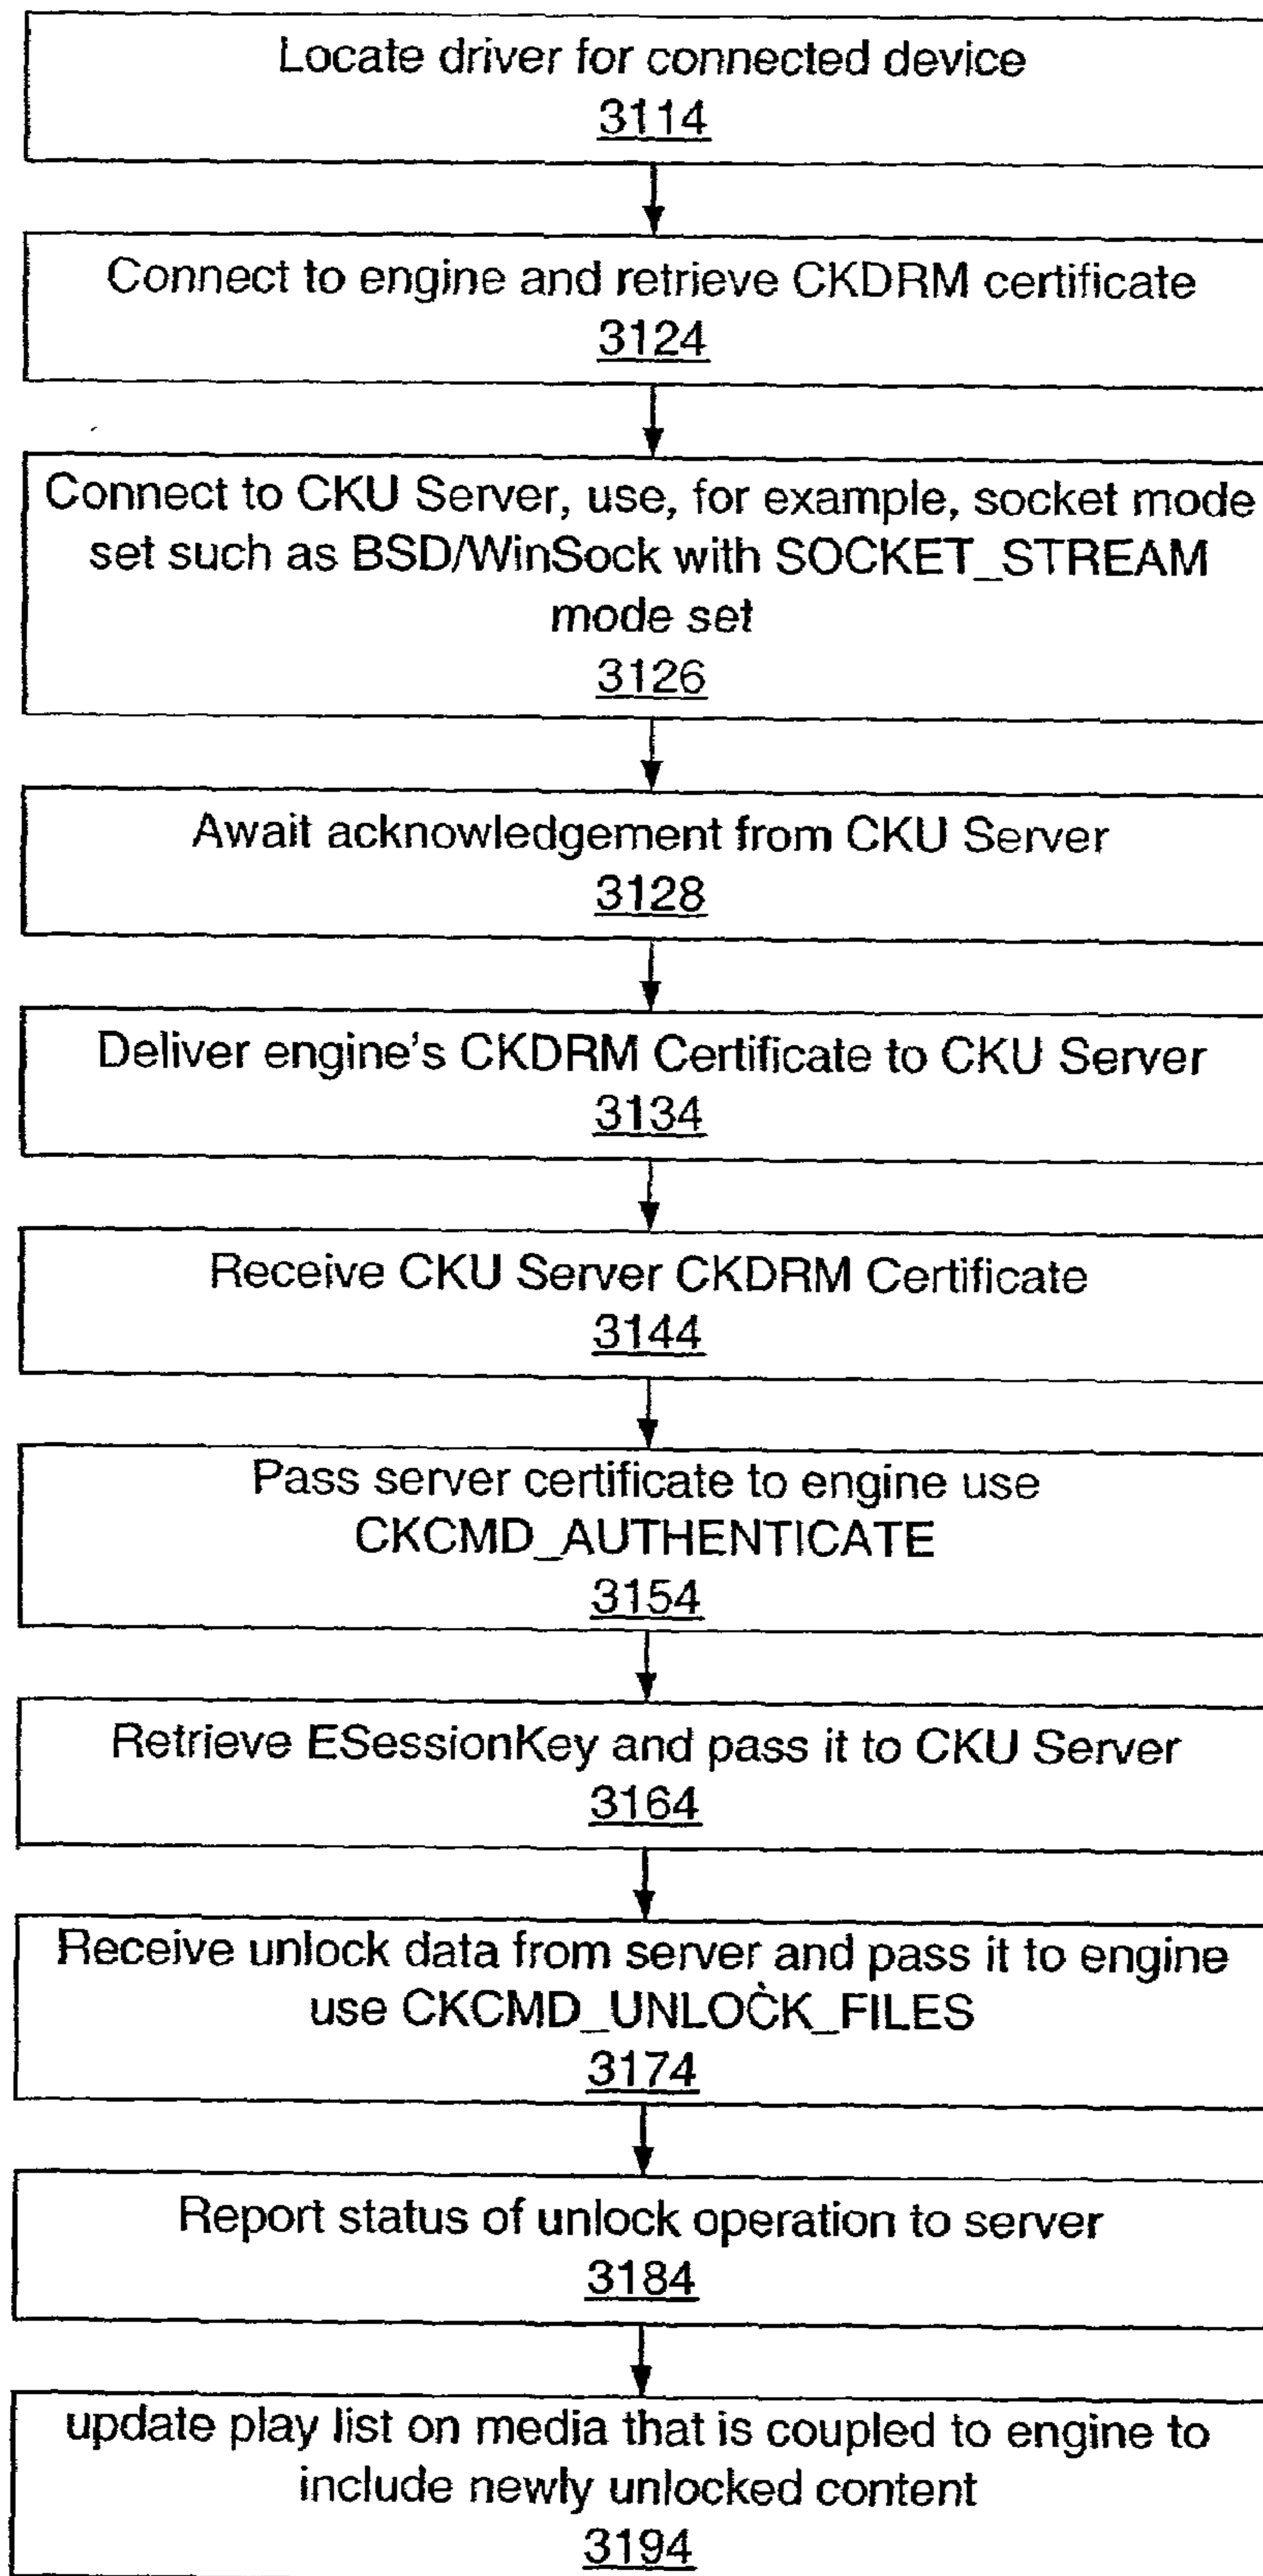 Locate driver for connected device
3114
Connect to engine and retrieve CKDRM certificate
3124
Connect to CKU Server, use, for example, socket mode
set such as BSD/WinSock with SOCKET_STREAM
mode set
3126
Await acknowledgement from CKU Server
3128
Deliver engine's CKDRM Certificate to CKU Server
3134
Receive CKU Server CKDRM Certificate
3144
Pass server certificate to engine use
CKCMD_AUTHENTICATE
3154
Retrieve ESessionKey and pass it to CKU Server
3164
Receive unlock data from server and pass it to engine
use CKCMD_UNLOCK_FILES
3174
Report status of unlock operation to server
3184
update play list on media that is coupled to engine to
include newly unlocked content
3194